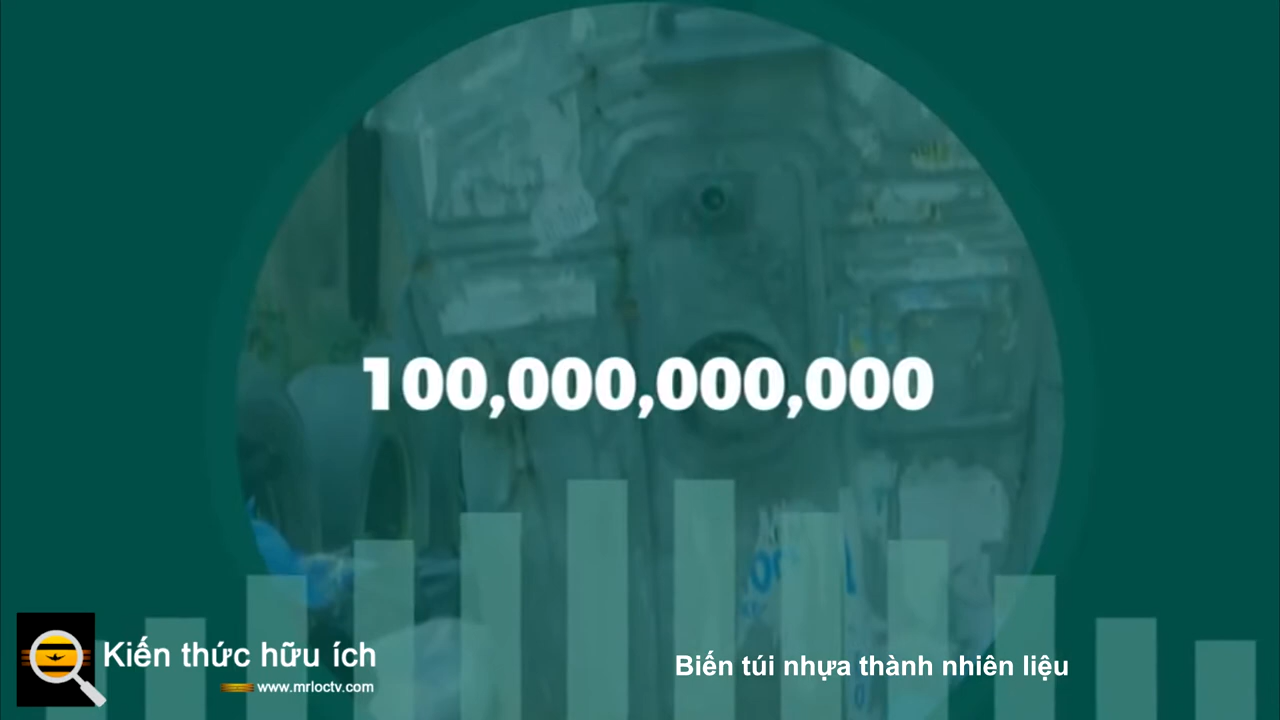 100,000,000,000
Kiến thức hữu ích
www.mrloctv.com
Biến túi nhựa thành nhiên liệu